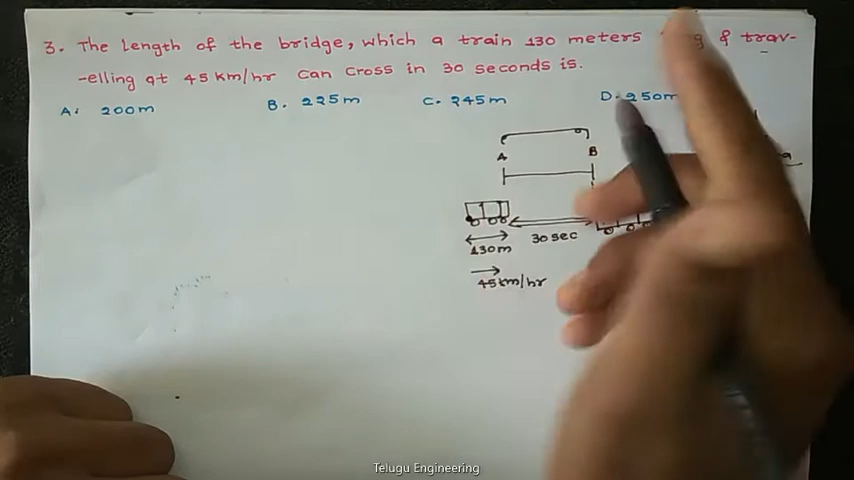 3. The length of the bridge, which a train 130 meters & trav-
-elling at 45 km/hr can cross in 30 seconds is.
A: 200m B. 225m C. 245m D. 250m
A B
30 sec
130m
45km/hr
Telugu Engineering